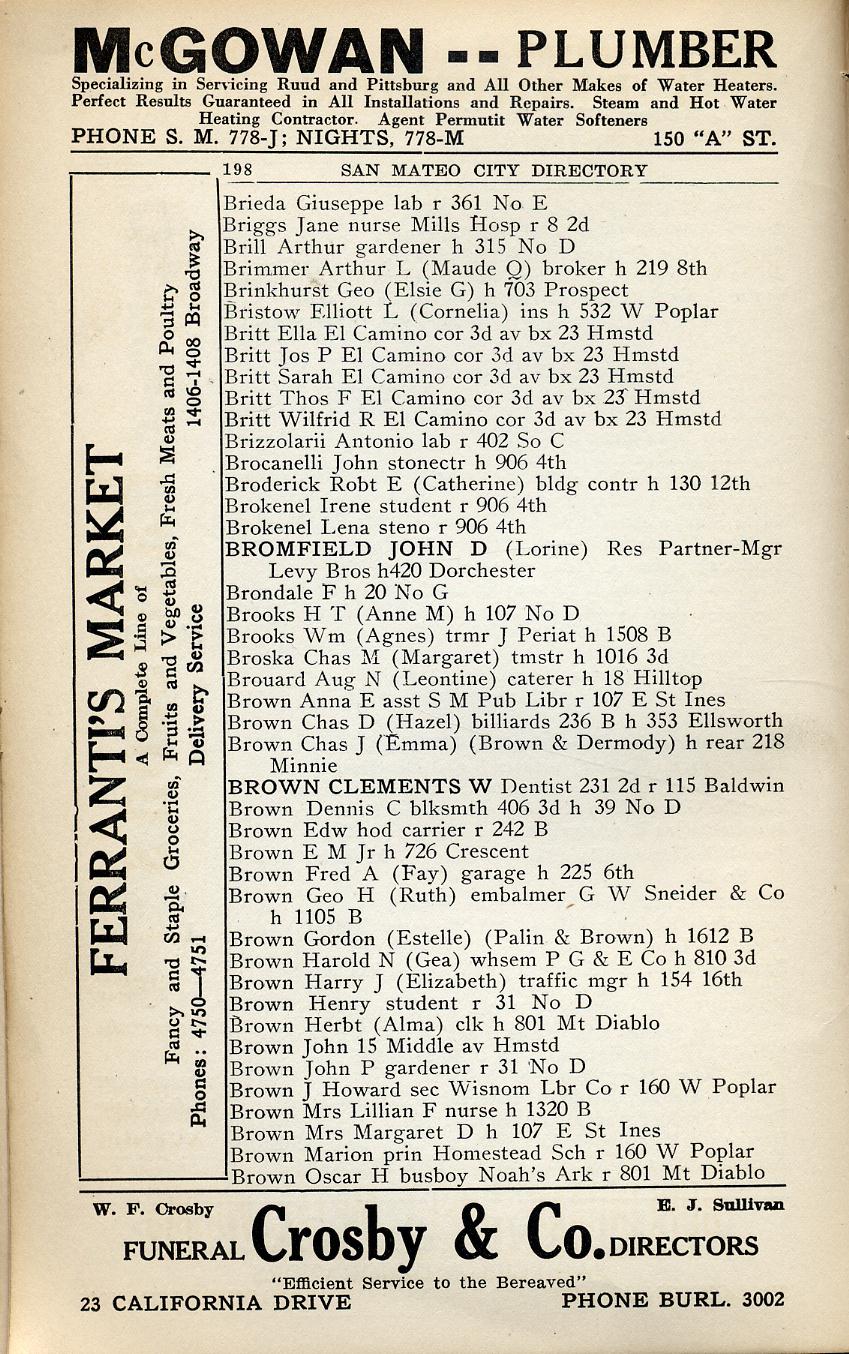 McGOWAN -- PLUMBER
Specializing in Servicing Ruud and Pittsburg and All Other Makes of Water Heaters.
Perfect Results Guaranteed in All Installations and Repairs. Steam and Hot Water
Heating Contractor. Agent Permutit Water Softeners
PHONE S. M. 778-J; NIGHTS, 778-M 150 "A" ST.
198 SAN MATEO CITY DIRECTORY
FERRANTI'S MARKET
A Complete Line of
Fancy and Staple Groceries, Fruits and Vegetables, Fresh Meats and Poultry
Phones: 4750—4751 Delivery Service 1406-1408 Broadway
Brieda Giuseppe lab r 361 No E
Briggs Jane nurse Mills Hosp r 8 2d
Brill Arthur gardener h 315 No D
Brimmer Arthur L (Maude Q) broker h 219 8th
Brinkhurst Geo (Elsie G) h 703 Prospect
Bristow Elliott L (Cornelia) ins h 532 W Poplar
Britt Ella El Camino cor 3d av bx 23 Hmstd
Britt Jos P El Camino cor 3d av bx 23 Hmstd
Britt Sarah El Camino cor 3d av bx 23 Hmstd
Britt Thos F El Camino cor 3d av bx 23 Hmstd
Britt Wilfrid R El Camino cor 3d av bx 23 Hmstd
Brizzolarii Antonio lab r 402 So C
Brocanelli John stonectr h 906 4th
Broderick Robt E (Catherine) bldg contr h 130 12th
Brokenel Irene student r 906 4th
Brokenel Lena steno r 906 4th
BROMFIELD JOHN D (Lorine) Res Partner-Mgr
Levy Bros h420 Dorchester
Brondale F h 20 No G
Brooks H T (Anne M) h 107 No D
Brooks Wm (Agnes) trmr J Periat h 1508 B
Broska Chas M (Margaret) tmstr h 1016 3d
Brouard Aug N (Leontine) caterer h 18 Hilltop
Brown Anna E asst S M Pub Libr r 107 E St Ines
Brown Chas D (Hazel) billiards 236 B h 353 Ellsworth
Brown Chas J (Emma) (Brown & Dermody) h rear 218
Minnie
BROWN CLEMENTS W Dentist 231 2d r 115 Baldwin
Brown Dennis C blksmth 406 3d h 39 No D
Brown Edw hod carrier r 242 B
Brown E M Jr h 726 Crescent
Brown Fred A (Fay) garage h 225 6th
Brown Geo H (Ruth) embalmer G W Sneider & Co
h 1105 B
Brown Gordon (Estelle) (Palin & Brown) h 1612 B
Brown Harold N (Gea) whsem P G & E Co h 810 3d
Brown Harry J (Elizabeth) traffic mgr h 154 16th
Brown Henry student r 31 No D
Brown Herbt (Alma) clk h 801 Mt Diablo
Brown John 15 Middle av Hmstd
Brown John P gardener r 31 No D
Brown J Howard sec Wisnom Lbr Co r 160 W Poplar
Brown Mrs Lillian F nurse h 1320 B
Brown Mrs Margaret D h 107 E St Ines
Brown Marion prin Homestead Sch r 160 W Poplar
Brown Oscar H busboy Noah's Ark r 801 Mt Diablo
W. F. Crosby E. J. Sullivan
FUNERAL Crosby & Co. DIRECTORS
"Efficient Service to the Bereaved"
23 CALIFORNIA DRIVE PHONE BURL. 3002